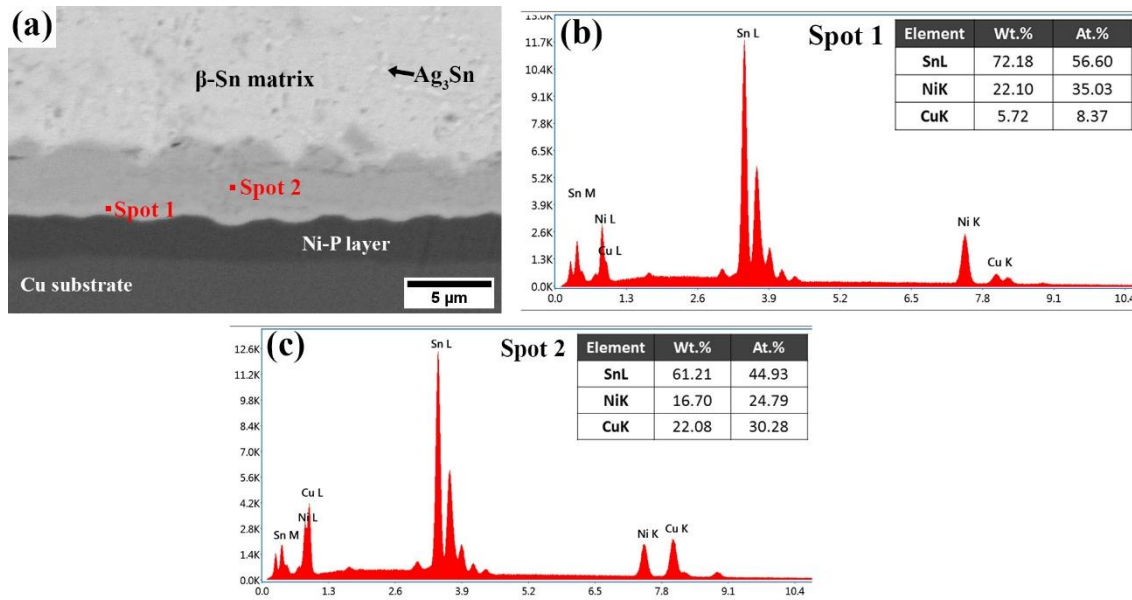 (a)
β-Sn matrix
Ag₃Sn
Spot 2
Spot 1
Ni-P layer
Cu substrate
5 μm
(b)
Spot 1
13.0K
11.7K
10.4K
9.1K
7.8K
6.5K
5.2K
3.9K
2.6K
1.3K
0.0K
Sn L
Sn M
Ni L
Cu L
Ni K
Cu K
0.0 1.3 2.6 3.9 5.2 6.5 7.8 9.1 10.4
Element Wt.% At.%
SnL 72.18 56.60
NiK 22.10 35.03
CuK 5.72 8.37
(c)
Spot 2
12.6K
11.2K
9.8K
8.4K
7.0K
5.6K
4.2K
2.8K
1.4K
0.0K
Sn L
Cu L
Ni L
Sn M
Ni K
Cu K
0.0 1.3 2.6 3.9 5.2 6.5 7.8 9.1 10.4
Element Wt.% At.%
SnL 61.21 44.93
NiK 16.70 24.79
CuK 22.08 30.28